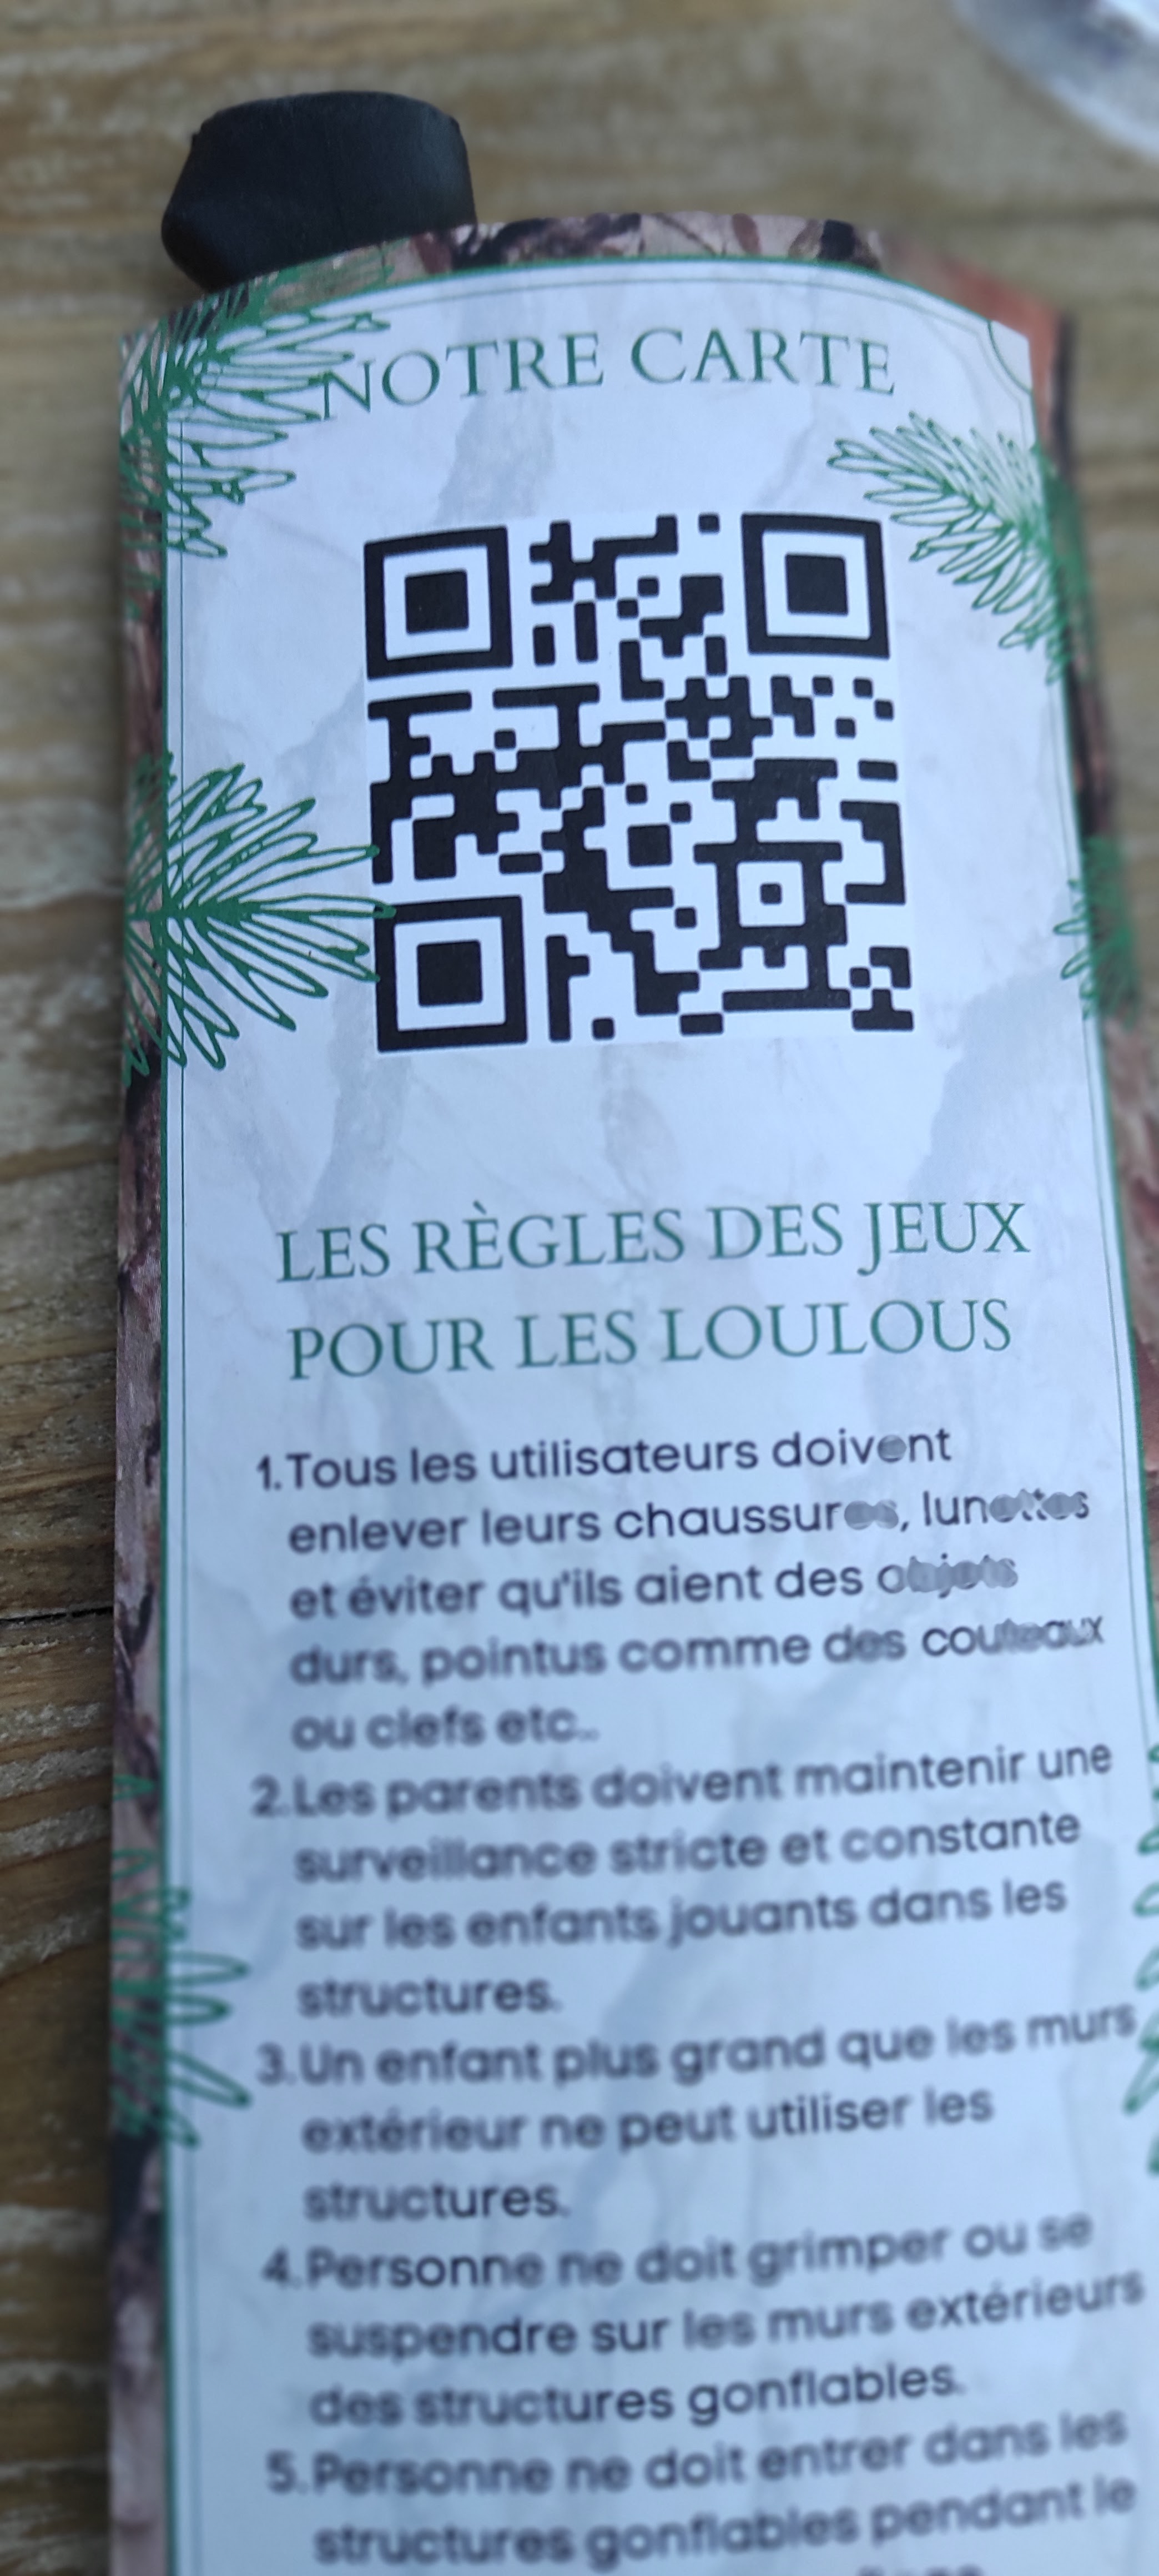 NOTRE CARTE
LES RÈGLES DES JEUX
POUR LES LOULOUS
1.Tous les utilisateurs doivent
enlever leurs chaussures, lunettes
et éviter qu'ils aient des objets
durs, pointus comme des couteaux
ou clefs etc..
2.Les parents doivent maintenir une
surveillance stricte et constante
sur les enfants jouants dans les
structures.
3.Un enfant plus grand que les murs
extérieur ne peut utiliser les
structures.
4.Personne ne doit grimper ou se
suspendre sur les murs extérieurs
des structures gonflables.
5.Personne ne doit entrer dans les
structures gonflables pendant le